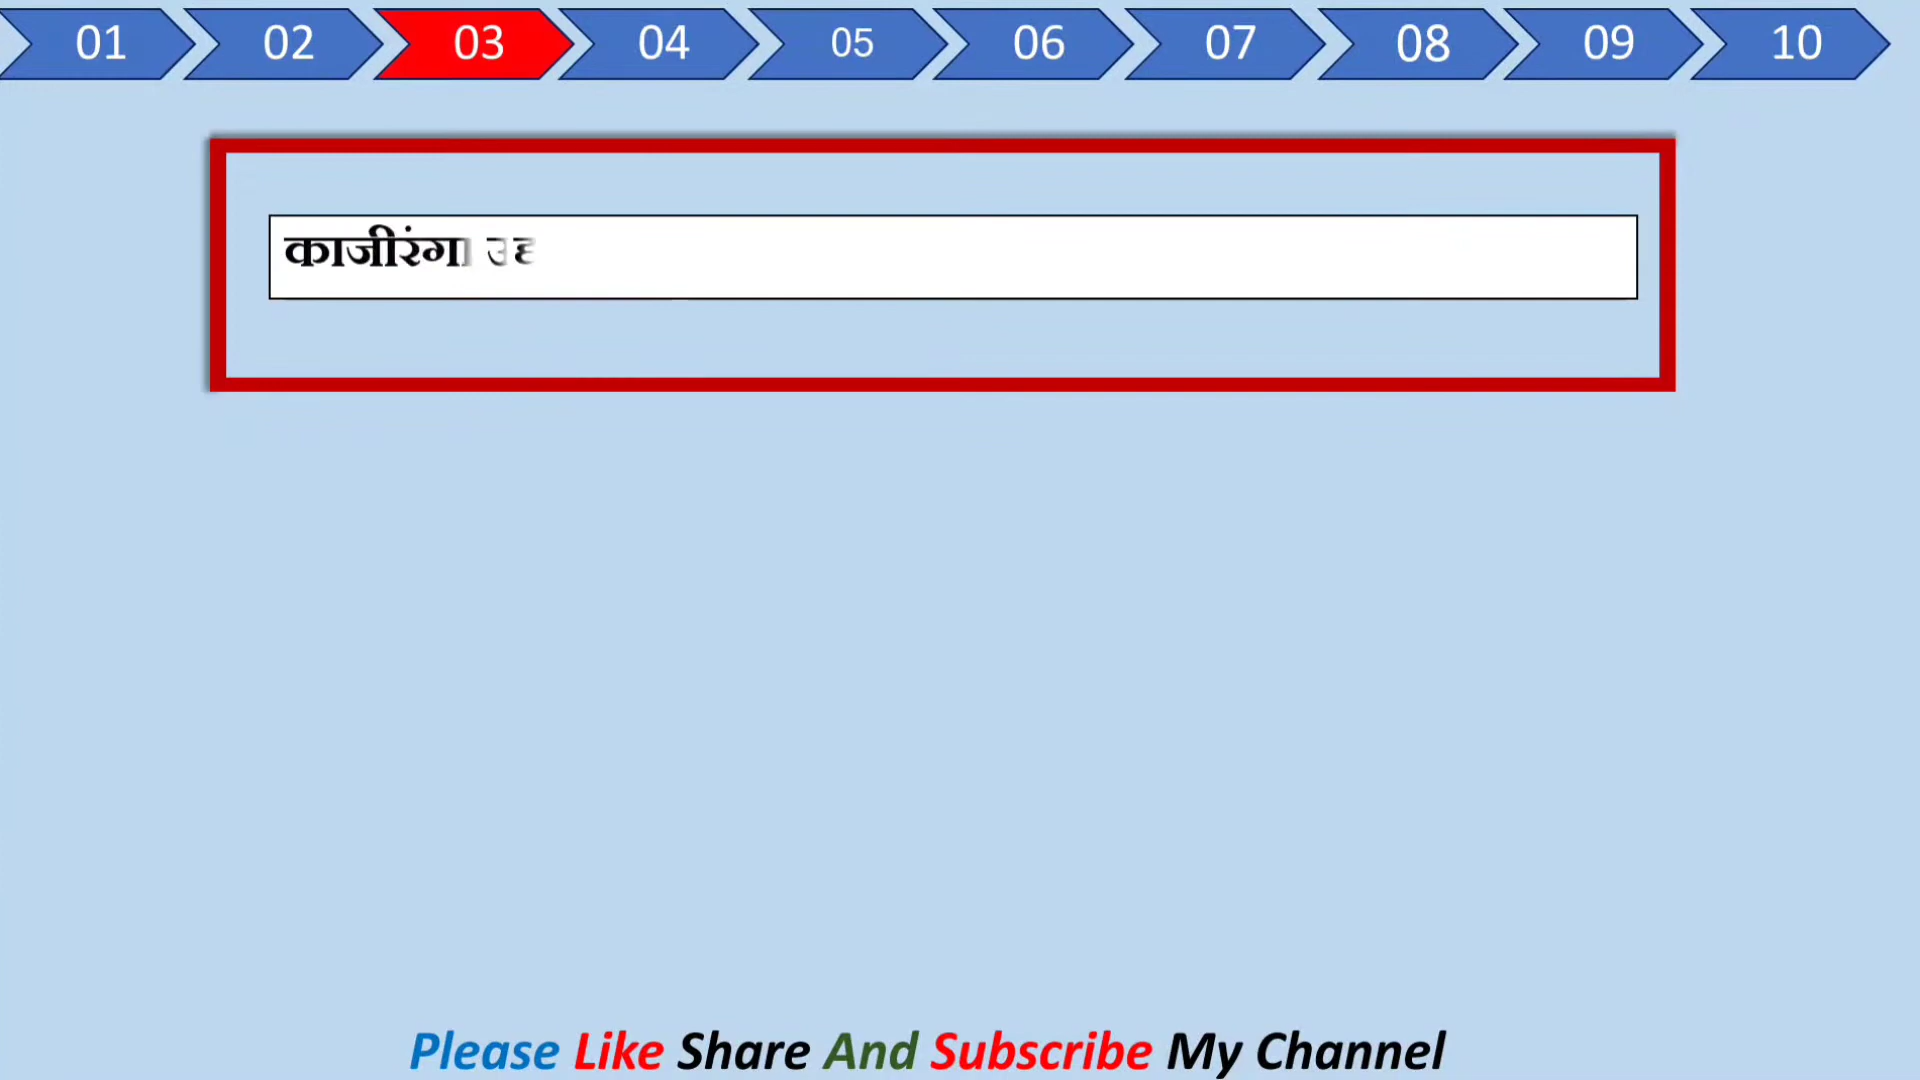 01 02 03 04 05 06 07 08 09 10
काजीरंगा
Please Like Share And Subscribe My Channel